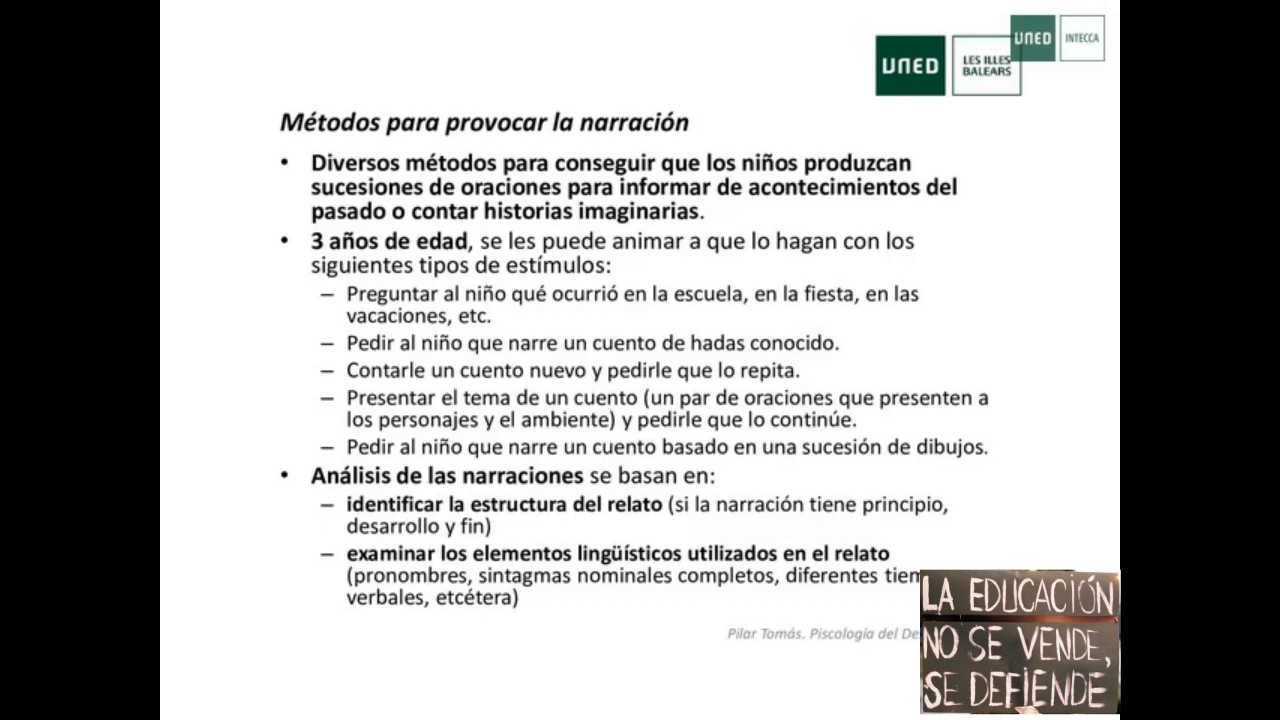 UNED
INTECCA
UNED
LES ILLES
BALEARS
Métodos para provocar la narración
• Diversos métodos para conseguir que los niños produzcan
sucesiones de oraciones para informar de acontecimientos del
pasado o contar historias imaginarias.
• 3 años de edad, se les puede animar a que lo hagan con los
siguientes tipos de estímulos:
– Preguntar al niño qué ocurrió en la escuela, en la fiesta, en las
vacaciones, etc.
– Pedir al niño que narre un cuento de hadas conocido.
– Contarle un cuento nuevo y pedirle que lo repita.
– Presentar el tema de un cuento (un par de oraciones que presenten a
los personajes y el ambiente) y pedirle que lo continúe.
– Pedir al niño que narre un cuento basado en una sucesión de dibujos.
• Análisis de las narraciones se basan en:
– identificar la estructura del relato (si la narración tiene principio,
desarrollo y fin)
– examinar los elementos lingüísticos utilizados en el relato
(pronombres, sintagmas nominales completos, diferentes
verbales, etcétera)
Pilar Tomás. Piscología del
LA EDUCACIÓN
NO SE VENDE,
SE DEFIENDE